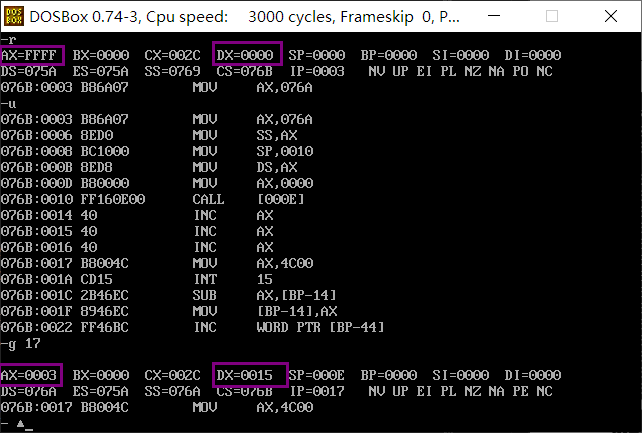 DOSBox 0.74-3, Cpu speed: 3000 cycles, Frameskip 0, P...
-r
AX=FFFF BX=0000 CX=002C DX=0000 SP=0000 BP=0000 SI=0000 DI=0000
DS=075A ES=075A SS=0769 CS=076B IP=0003 NV UP EI PL NZ NA PO NC
076B:0003 B86A07 MOV AX,076A
-u
076B:0003 B86A07 MOV AX,076A
076B:0006 8ED0 MOV SS,AX
076B:0008 BC1000 MOV SP,0010
076B:000B 8ED8 MOV DS,AX
076B:000D B80000 MOV AX,0000
076B:0010 FF160E00 CALL [000E]
076B:0014 40 INC AX
076B:0015 40 INC AX
076B:0016 40 INC AX
076B:0017 B8004C MOV AX,4C00
076B:001A CD15 INT 15
076B:001C 2B46EC SUB AX,[BP-14]
076B:001F 8946EC MOV [BP-14],AX
076B:0022 FF46BC INC WORD PTR [BP-44]
-g 17
AX=0003 BX=0000 CX=002C DX=0015 SP=000E BP=0000 SI=0000 DI=0000
DS=076A ES=075A SS=076A CS=076B IP=0017 NV UP EI PL NZ NA PE NC
076B:0017 B8004C MOV AX,4C00
- ▲_